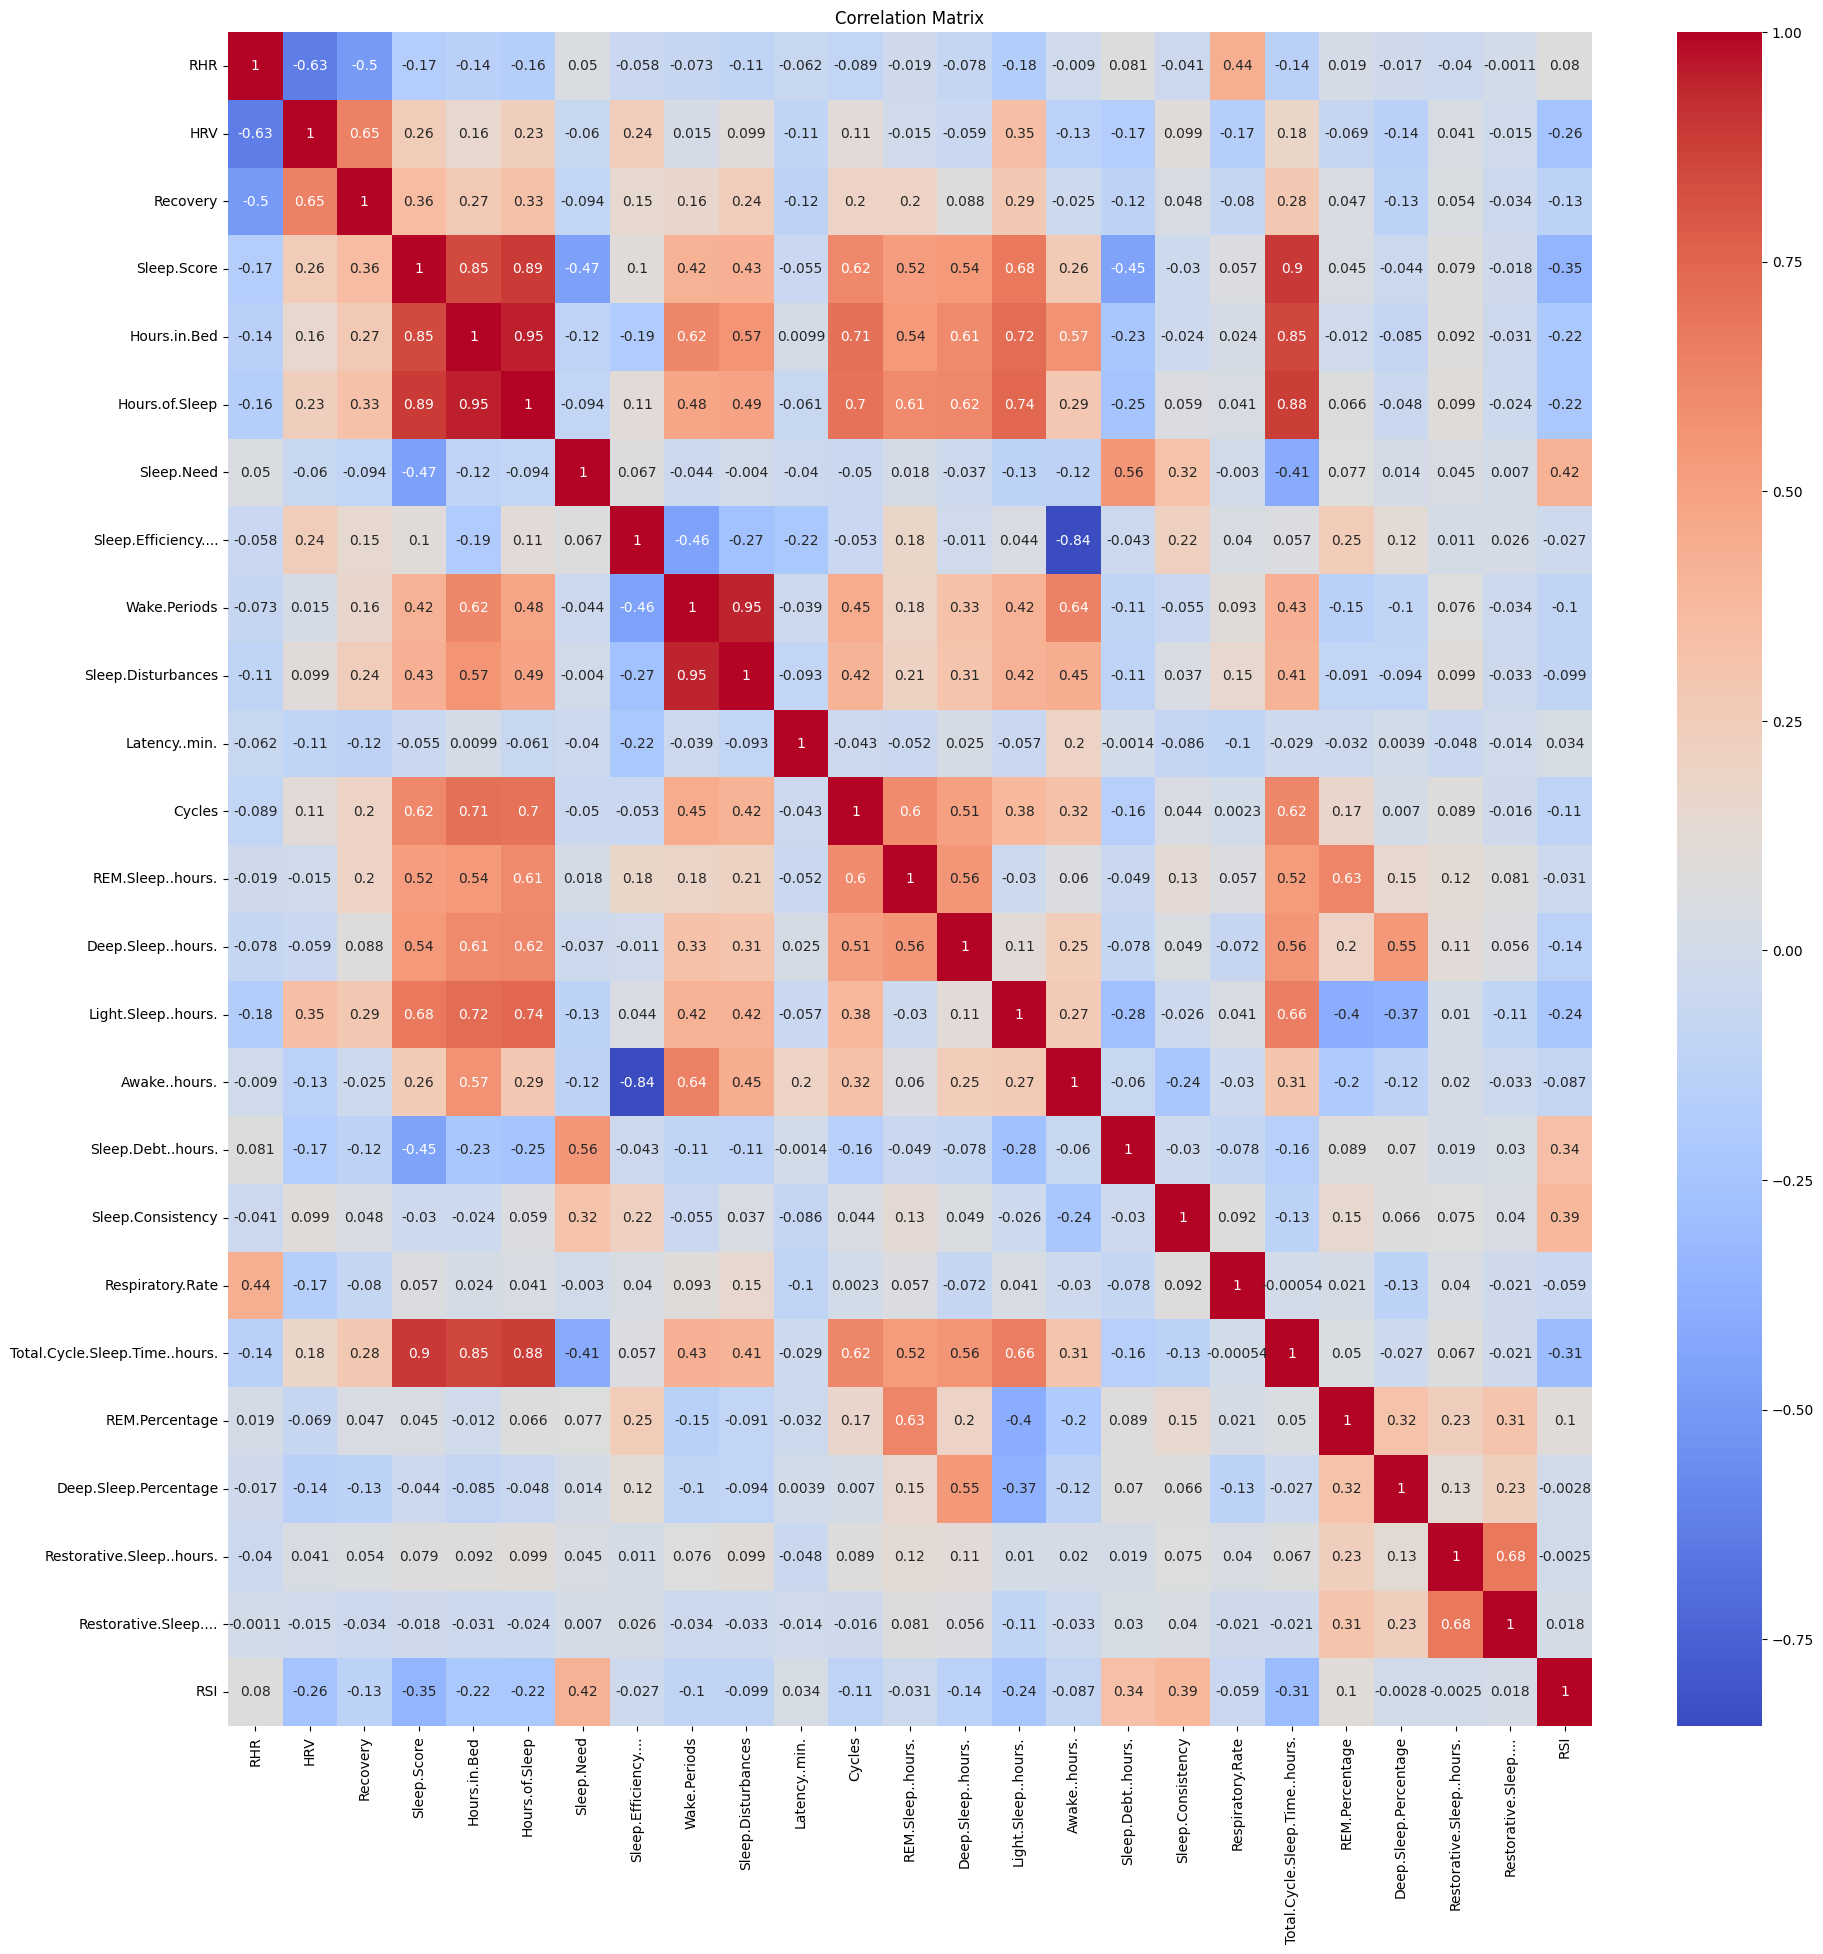 Correlation Matrix
RHR 1 -0.63 -0.5 -0.17 -0.14 -0.16 0.05 -0.058 -0.073 -0.11 -0.062 -0.089 -0.019 -0.078 -0.18 -0.009 0.081 -0.041 0.44 -0.14 0.019 -0.017 -0.04 -0.0011 0.08
HRV -0.63 1 0.65 0.26 0.16 0.23 -0.06 0.24 0.015 0.099 -0.11 0.11 -0.015 -0.059 0.35 -0.13 -0.17 0.099 -0.17 0.18 -0.069 -0.14 0.041 -0.015 -0.26
Recovery -0.5 0.65 1 0.36 0.27 0.33 -0.094 0.15 0.16 0.24 -0.12 0.2 0.2 0.088 0.29 -0.025 -0.12 0.048 -0.08 0.28 0.047 -0.13 0.054 -0.034 -0.13
Sleep.Score -0.17 0.26 0.36 1 0.85 0.89 -0.47 0.1 0.42 0.43 -0.055 0.62 0.52 0.54 0.68 0.26 -0.45 -0.03 0.057 0.9 0.045 -0.044 0.079 -0.018 -0.35
Hours.in.Bed -0.14 0.16 0.27 0.85 1 0.95 -0.12 -0.19 0.62 0.57 0.0099 0.71 0.54 0.61 0.72 0.57 -0.23 -0.024 0.024 0.85 -0.012 -0.085 0.092 -0.031 -0.22
Hours.of.Sleep -0.16 0.23 0.33 0.89 0.95 1 -0.094 0.11 0.48 0.49 -0.061 0.7 0.61 0.62 0.74 0.29 -0.25 0.059 0.041 0.88 0.066 -0.048 0.099 -0.024 -0.22
Sleep.Need 0.05 -0.06 -0.094 -0.47 -0.12 -0.094 1 0.067 -0.044 -0.004 -0.04 -0.05 0.018 -0.037 -0.13 -0.12 0.56 0.32 -0.003 -0.41 0.077 0.014 0.045 0.007 0.42
Sleep.Efficiency.... -0.058 0.24 0.15 0.1 -0.19 0.11 0.067 1 -0.46 -0.27 -0.22 -0.053 0.18 -0.011 0.044 -0.84 -0.043 0.22 0.04 0.057 0.25 0.12 0.011 0.026 -0.027
Wake.Periods -0.073 0.015 0.16 0.42 0.62 0.48 -0.044 -0.46 1 0.95 -0.039 0.45 0.18 0.33 0.42 0.64 -0.11 -0.055 0.093 0.43 -0.15 -0.1 0.076 -0.034 -0.1
Sleep.Disturbances -0.11 0.099 0.24 0.43 0.57 0.49 -0.004 -0.27 0.95 1 -0.093 0.42 0.21 0.31 0.42 0.45 -0.11 0.037 0.15 0.41 -0.091 -0.094 0.099 -0.033 -0.099
Latency..min. -0.062 -0.11 -0.12 -0.055 0.0099 -0.061 -0.04 -0.22 -0.039 -0.093 1 -0.043 -0.052 0.025 -0.057 0.2 -0.0014 -0.086 -0.1 -0.029 -0.032 0.0039 -0.048 -0.014 0.034
Cycles -0.089 0.11 0.2 0.62 0.71 0.7 -0.05 -0.053 0.45 0.42 -0.043 1 0.6 0.51 0.38 0.32 -0.16 0.044 0.0023 0.62 0.17 0.007 0.089 -0.016 -0.11
REM.Sleep..hours. -0.019 -0.015 0.2 0.52 0.54 0.61 0.018 0.18 0.18 0.21 -0.052 0.6 1 0.56 -0.03 0.06 -0.049 0.13 0.057 0.52 0.63 0.15 0.12 0.081 -0.031
Deep.Sleep..hours. -0.078 -0.059 0.088 0.54 0.61 0.62 -0.037 -0.011 0.33 0.31 0.025 0.51 0.56 1 0.11 0.25 -0.078 0.049 -0.072 0.56 0.2 0.55 0.11 0.056 -0.14
Light.Sleep..hours. -0.18 0.35 0.29 0.68 0.72 0.74 -0.13 0.044 0.42 0.42 -0.057 0.38 -0.03 0.11 1 0.27 -0.28 -0.026 0.041 0.66 -0.4 -0.37 0.01 -0.11 -0.24
Awake..hours. -0.009 -0.13 -0.025 0.26 0.57 0.29 -0.12 -0.84 0.64 0.45 0.2 0.32 0.06 0.25 0.27 1 -0.06 -0.24 -0.03 0.31 -0.2 -0.12 0.02 -0.033 -0.087
Sleep.Debt..hours. 0.081 -0.17 -0.12 -0.45 -0.23 -0.25 0.56 -0.043 -0.11 -0.11 -0.0014 -0.16 -0.049 -0.078 -0.28 -0.06 1 -0.03 -0.078 -0.16 0.089 0.07 0.019 0.03 0.34
Sleep.Consistency -0.041 0.099 0.048 -0.03 -0.024 0.059 0.32 0.22 -0.055 0.037 -0.086 0.044 0.13 0.049 -0.026 -0.24 -0.03 1 0.092 -0.13 0.15 0.066 0.075 0.04 0.39
Respiratory.Rate 0.44 -0.17 -0.08 0.057 0.024 0.041 -0.003 0.04 0.093 0.15 -0.1 0.0023 0.057 -0.072 0.041 -0.03 -0.078 0.092 1 -0.00054 0.021 -0.13 0.04 -0.021 -0.059
Total.Cycle.Sleep.Time..hours. -0.14 0.18 0.28 0.9 0.85 0.88 -0.41 0.057 0.43 0.41 -0.029 0.62 0.52 0.56 0.66 0.31 -0.16 -0.13 -0.00054 1 0.05 -0.027 0.067 -0.021 -0.31
REM.Percentage 0.019 -0.069 0.047 0.045 -0.012 0.066 0.077 0.25 -0.15 -0.091 -0.032 0.17 0.63 0.2 -0.4 -0.2 0.089 0.15 0.021 0.05 1 0.32 0.23 0.31 0.1
Deep.Sleep.Percentage -0.017 -0.14 -0.13 -0.044 -0.085 -0.048 0.014 0.12 -0.1 -0.094 0.0039 0.007 0.15 0.55 -0.37 -0.12 0.07 0.066 -0.13 -0.027 0.32 1 0.13 0.23 -0.0028
Restorative.Sleep..hours. -0.04 0.041 0.054 0.079 0.092 0.099 0.045 0.011 0.076 0.099 -0.048 0.089 0.12 0.11 0.01 0.02 0.019 0.075 0.04 0.067 0.23 0.13 1 0.68 -0.0025
Restorative.Sleep.... -0.0011 -0.015 -0.034 -0.018 -0.031 -0.024 0.007 0.026 -0.034 -0.033 -0.014 -0.016 0.081 0.056 -0.11 -0.033 0.03 0.04 -0.021 -0.021 0.31 0.23 0.68 1 0.018
RSI 0.08 -0.26 -0.13 -0.35 -0.22 -0.22 0.42 -0.027 -0.1 -0.099 0.034 -0.11 -0.031 -0.14 -0.24 -0.087 0.34 0.39 -0.059 -0.31 0.1 -0.0028 -0.0025 0.018 1
RHR
HRV
Recovery
Sleep.Score
Hours.in.Bed
Hours.of.Sleep
Sleep.Need
Sleep.Efficiency....
Wake.Periods
Sleep.Disturbances
Latency..min.
Cycles
REM.Sleep..hours.
Deep.Sleep..hours.
Light.Sleep..hours.
Awake..hours.
Sleep.Debt..hours.
Sleep.Consistency
Respiratory.Rate
Total.Cycle.Sleep.Time..hours.
REM.Percentage
Deep.Sleep.Percentage
Restorative.Sleep..hours.
Restorative.Sleep....
RSI
1.00
0.75
0.50
0.25
0.00
−0.25
−0.50
−0.75